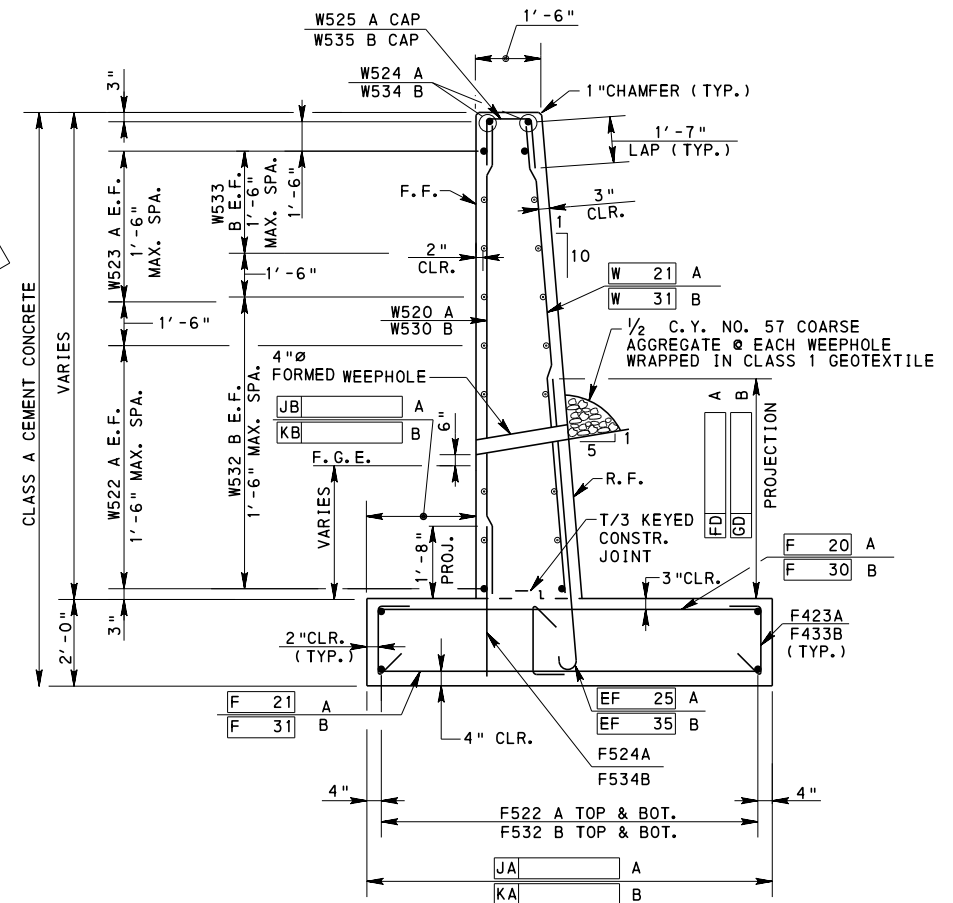 W525 A CAP
W535 B CAP
1'-6"
W524 A
W534 B
1"CHAMFER (TYP.)
3"
1'-7"
LAP (TYP.)
W523 A E.F.
1'-6"
MAX. SPA.
W533
B E.F.
1'-6"
MAX. SPA.
1'-6"
F.F.
3"
CLR.
1
10
2"
CLR.
1'-6"
1'-6"
W 21 A
W 31 B
W520 A
W530 B
1/2 C.Y. NO. 57 COARSE
AGGREGATE @ EACH WEEPHOLE
WRAPPED IN CLASS 1 GEOTEXTILE
CLASS A CEMENT CONCRETE
VARIES
4"Ø
FORMED WEEPHOLE
JB A
KB B
6"
5
1
F.G.E.
W522 A E.F.
1'-6" MAX. SPA.
W532 B E.F.
1'-6" MAX. SPA.
VARIES
R.F.
FD A
GD B
PROJECTION
1'-8"
PROJ.
T/3 KEYED
CONSTR.
JOINT
F 20 A
F 30 B
3"CLR.
3"
2'-0"
2"CLR.
(TYP.)
F423A
F433B
(TYP.)
F 21 A
F 31 B
EF 25 A
EF 35 B
4" CLR.
F524A
F534B
4"
4"
F522 A TOP & BOT.
F532 B TOP & BOT.
JA A
KA B